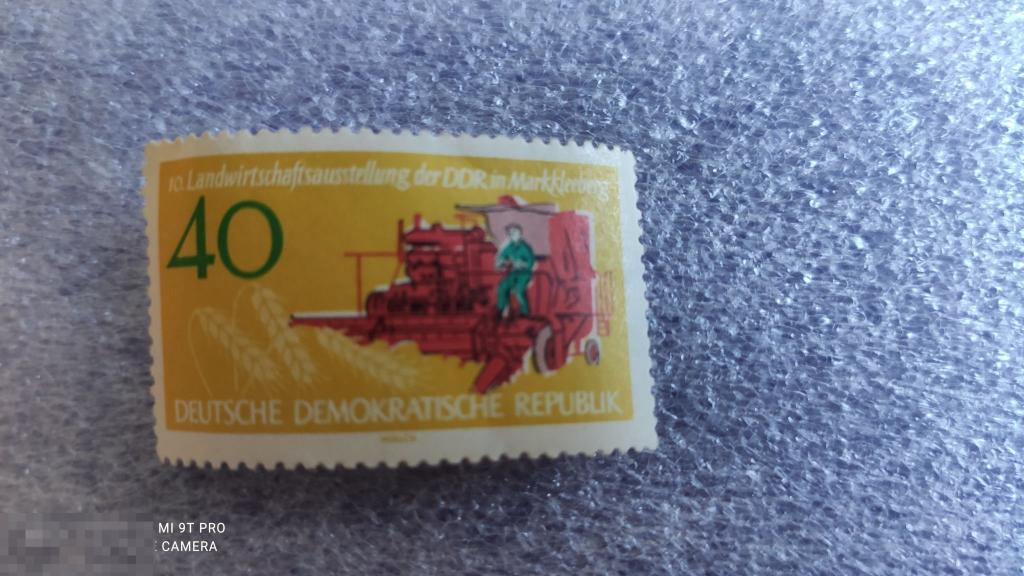 10. Landwirtschaftsausstellung der DDR in Markkleeberg
40
DEUTSCHE DEMOKRATISCHE REPUBLIK
MI 9T PRO
CAMERA